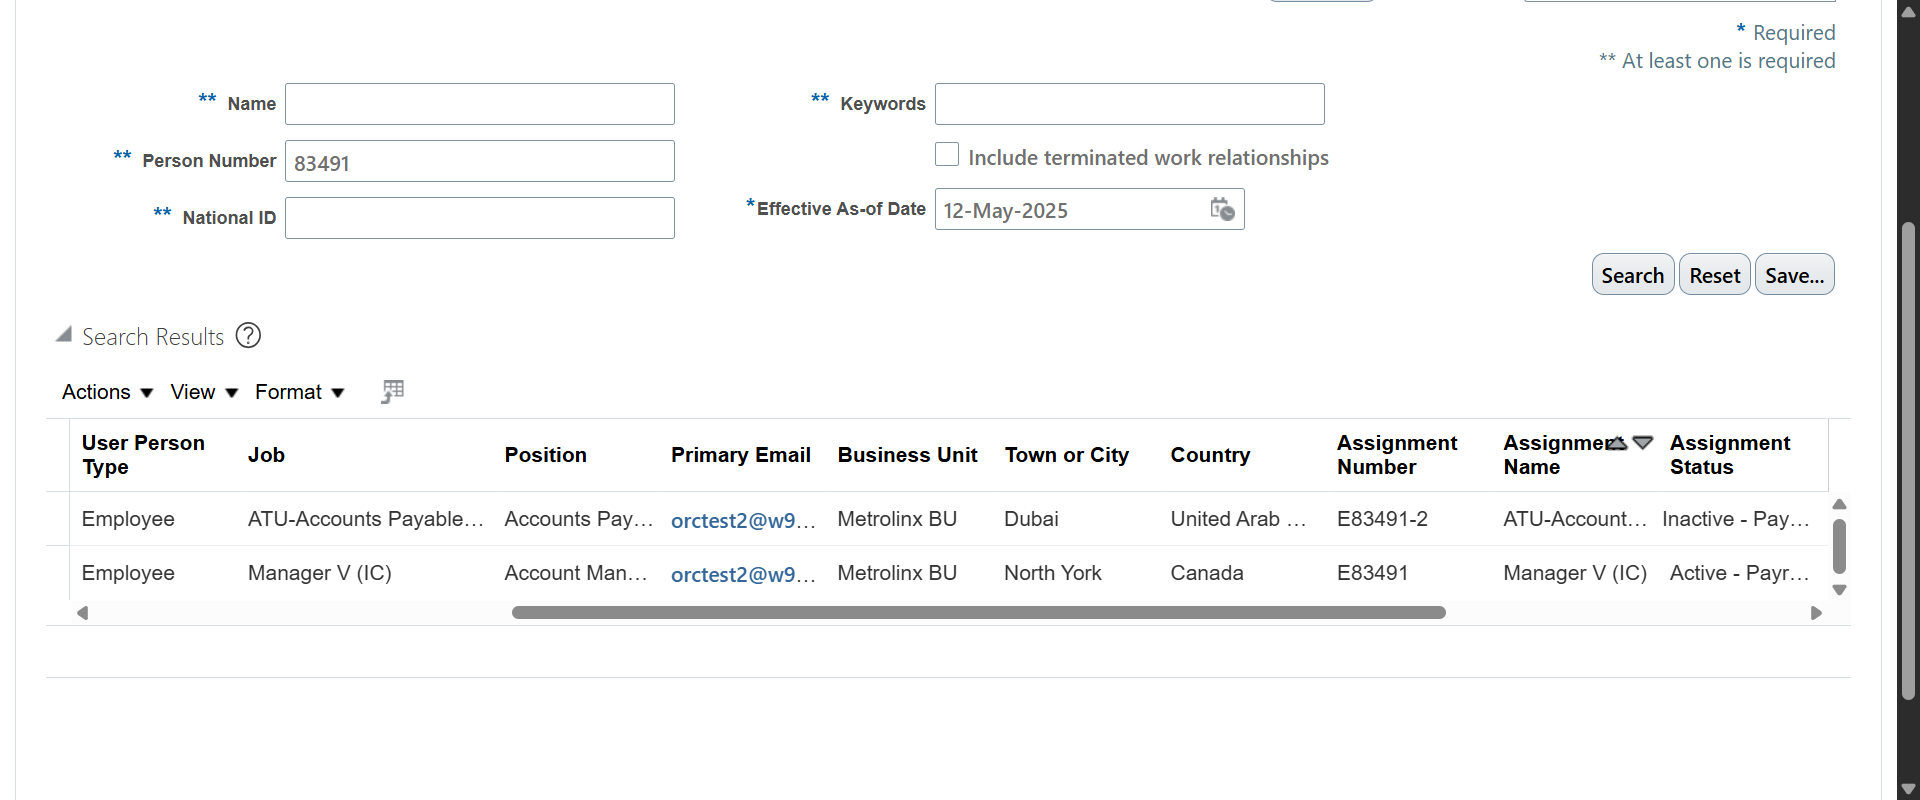 * Required
** At least one is required
** Name
** Keywords
** Person Number 83491
Include terminated work relationships
** National ID
*Effective As-of Date 12-May-2025
Search Reset Save...
Search Results ?
Actions View Format
User Person Type Job Position Primary Email Business Unit Town or City Country Assignment Number Assignment Name Assignment Status
Employee ATU-Accounts Payable... Accounts Pay... orctest2@w9... Metrolinx BU Dubai United Arab ... E83491-2 ATU-Account... Inactive - Pay...
Employee Manager V (IC) Account Man... orctest2@w9... Metrolinx BU North York Canada E83491 Manager V (IC) Active - Payr...